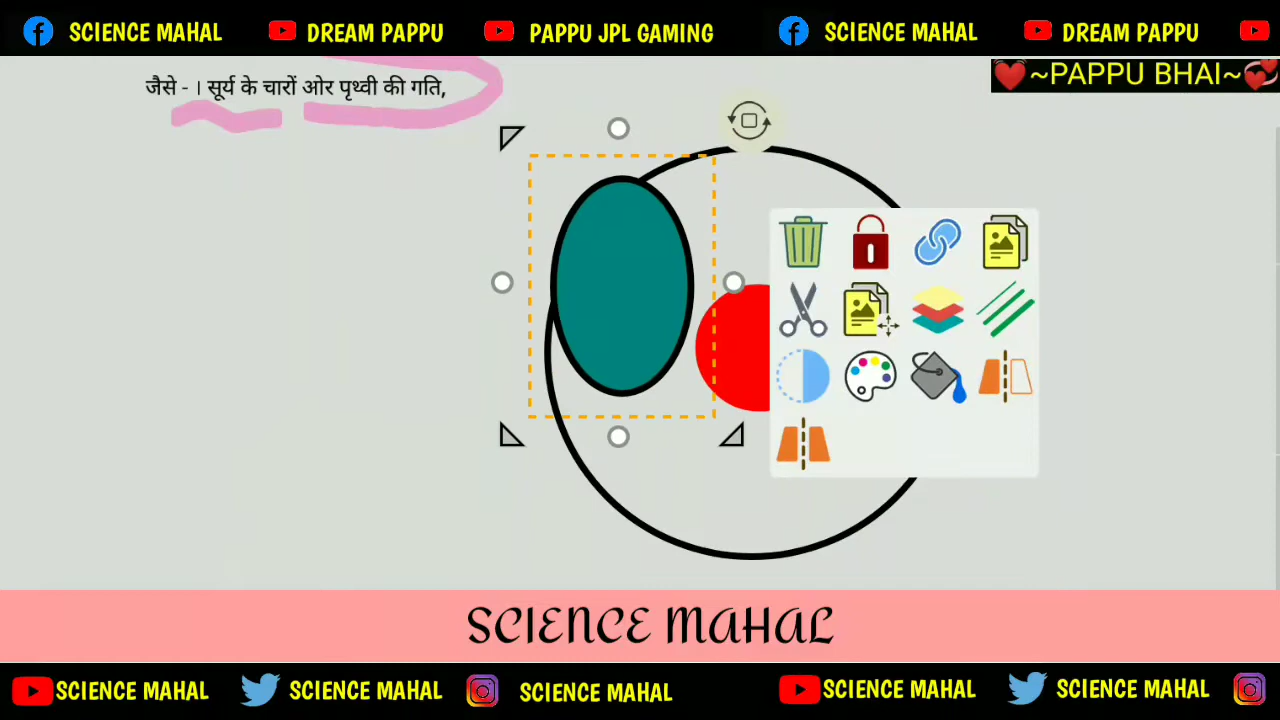 SCIENCE MAHAL DREAM PAPPU PAPPU JPL GAMING SCIENCE MAHAL DREAM PAPPU
~PAPPU BHAI~
जैसे - । सूर्य के चारों ओर पृथ्वी की गति,
SCIENCE MAHAL
SCIENCE MAHAL SCIENCE MAHAL SCIENCE MAHAL SCIENCE MAHAL SCIENCE MAHAL